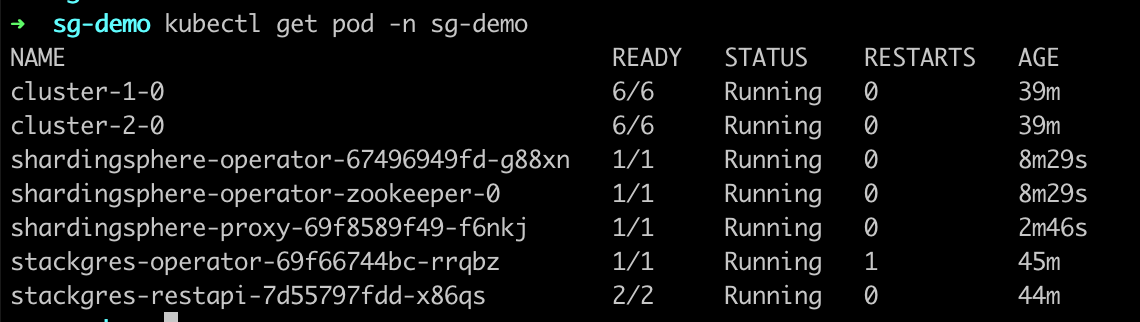 → sg-demo kubectl get pod -n sg-demo
NAME READY STATUS RESTARTS AGE
cluster-1-0 6/6 Running 0 39m
cluster-2-0 6/6 Running 0 39m
shardingsphere-operator-67496949fd-g88xn 1/1 Running 0 8m29s
shardingsphere-operator-zookeeper-0 1/1 Running 0 8m29s
shardingsphere-proxy-69f8589f49-f6nkj 1/1 Running 0 2m46s
stackgres-operator-69f66744bc-rrqbz 1/1 Running 1 45m
stackgres-restapi-7d55797fdd-x86qs 2/2 Running 0 44m